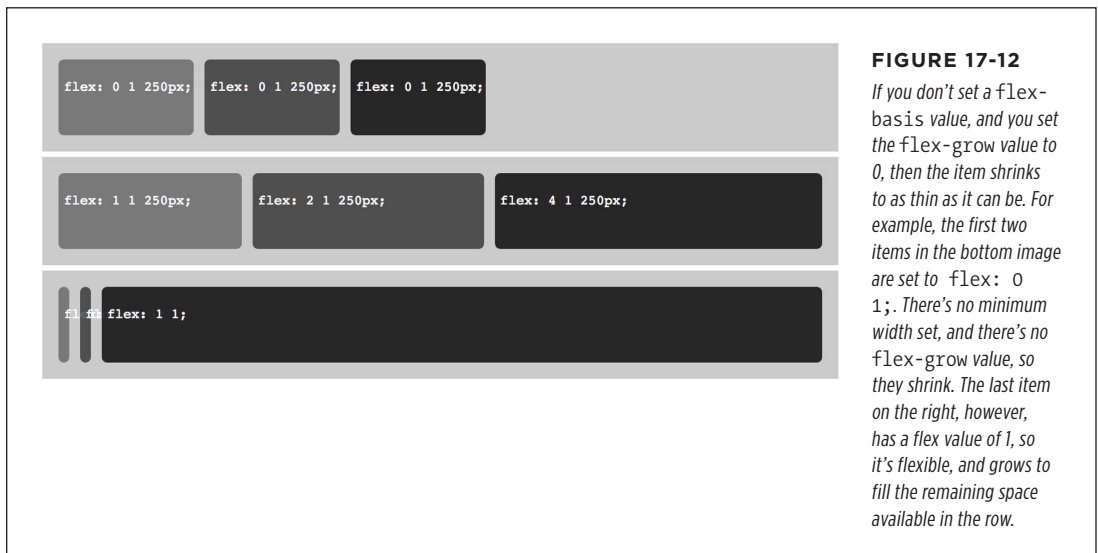 flex: 0 1 250px; flex: 0 1 250px; flex: 0 1 250px;
flex: 1 1 250px; flex: 2 1 250px; flex: 4 1 250px;
fl flex: 1 1;
FIGURE 17-12
If you don't set a flex-
basis value, and you set
the flex-grow value to
0, then the item shrinks
to as thin as it can be. For
example, the first two
items in the bottom image
are set to flex: 0
1;. There's no minimum
width set, and there's no
flex-grow value, so
they shrink. The last item
on the right, however,
has a flex value of 1, so
it's flexible, and grows to
fill the remaining space
available in the row.